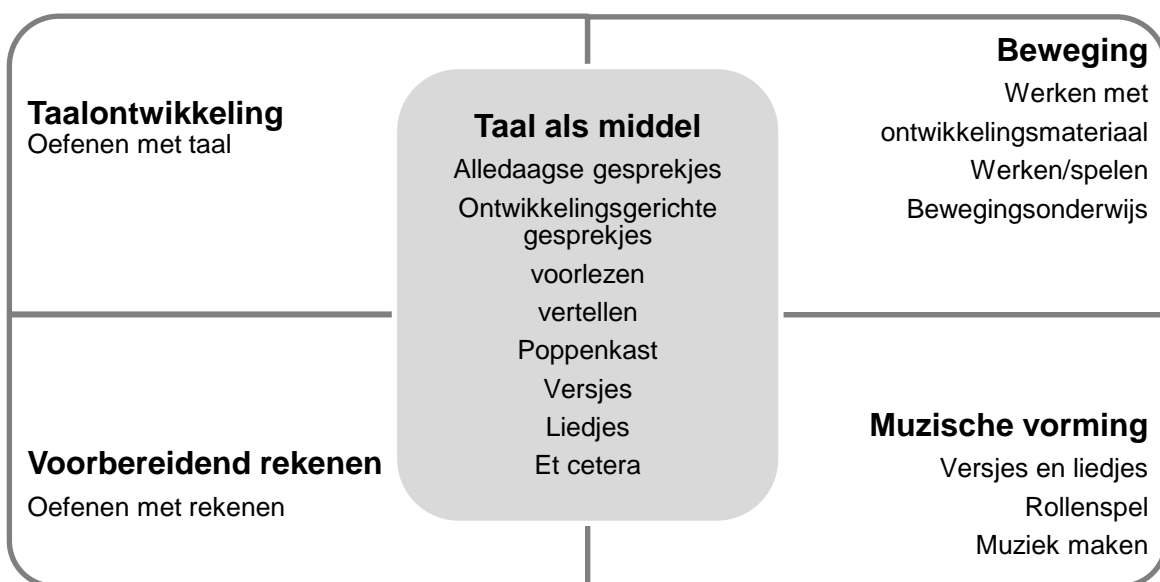 Taalontwikkeling
Oefenen met taal
Beweging
Werken met
ontwikkelingsmateriaal
Werken/spelen
Bewegingsonderwijs
Taal als middel
Alledaagse gesprekjes
Ontwikkelingsgerichte
gesprekjes
voorlezen
vertellen
Poppenkast
Versjes
Liedjes
Et cetera
Voorbereidend rekenen
Oefenen met rekenen
Muzische vorming
Versjes en liedjes
Rollenspel
Muziek maken